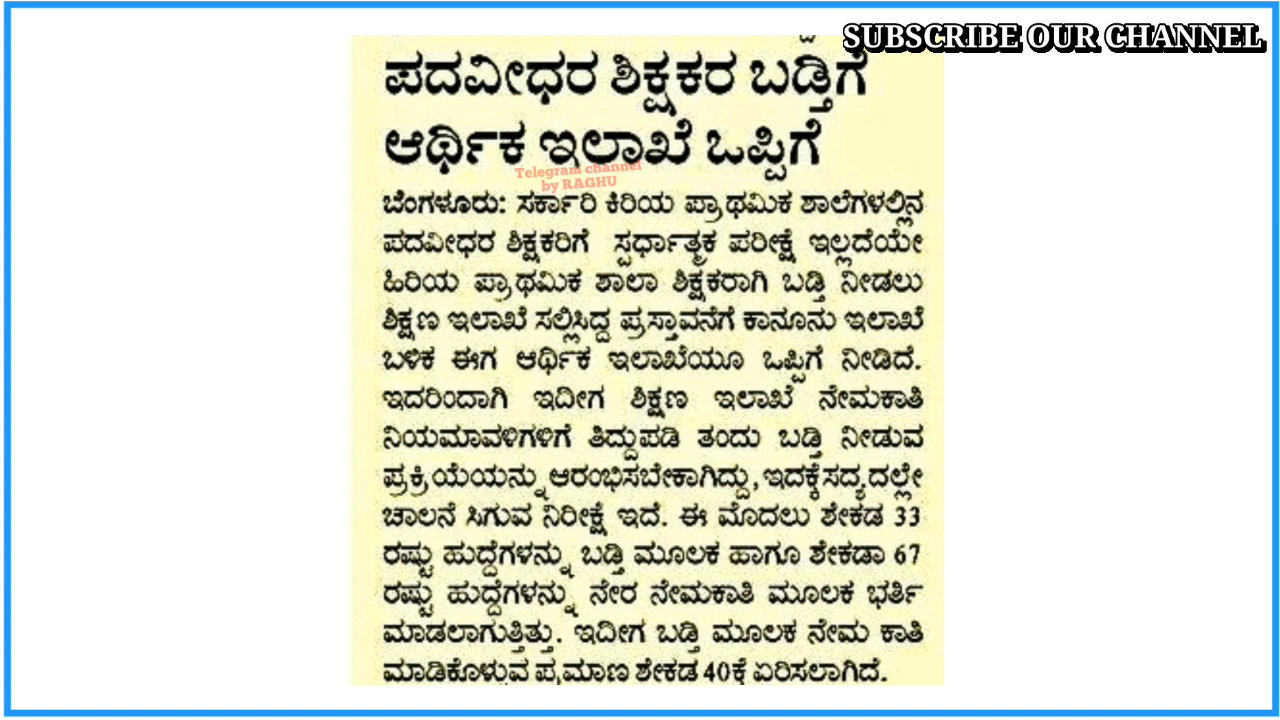 SUBSCRIBE OUR CHANNEL
ಪದವೀಧರ ಶಿಕ್ಷಕರ ಬಡ್ತಿಗೆ
ಆರ್ಥಿಕ ಇಲಾಖೆ ಒಪ್ಪಿಗೆ
Telegram channel
by RAGHU
ಬೆಂಗಳೂರು: ಸರ್ಕಾರಿ ಕಿರಿಯ ಪ್ರಾಥಮಿಕ ಶಾಲೆಗಳಲ್ಲಿನ
ಪದವೀಧರ ಶಿಕ್ಷಕರಿಗೆ ಸ್ಪರ್ಧಾತ್ಮಕ ಪರೀಕ್ಷೆ ಇಲ್ಲದೆಯೇ
ಹಿರಿಯ ಪ್ರಾಥಮಿಕ ಶಾಲಾ ಶಿಕ್ಷಕರಾಗಿ ಬಡ್ತಿ ನೀಡಲು
ಶಿಕ್ಷಣ ಇಲಾಖೆ ಸಲ್ಲಿಸಿದ್ದ ಪ್ರಸ್ತಾವನೆಗೆ ಕಾನೂನು ಇಲಾಖೆ
ಬಳಿಕ ಈಗ ಆರ್ಥಿಕ ಇಲಾಖೆಯೂ ಒಪ್ಪಿಗೆ ನೀಡಿದೆ.
ಇದರಿಂದಾಗಿ ಇದೀಗ ಶಿಕ್ಷಣ ಇಲಾಖೆ ನೇಮಕಾತಿ
ನಿಯಮಾವಳಿಗಳಿಗೆ ತಿದ್ದುಪಡಿ ತಂದು ಬಡ್ತಿ ನೀಡುವ
ಪ್ರಕ್ರಿಯೆಯನ್ನು ಆರಂಭಿಸಬೇಕಾಗಿದ್ದು, ಇದಕ್ಕೆ ಸದ್ಯದಲ್ಲೇ
ಚಾಲನೆ ಸಿಗುವ ನಿರೀಕ್ಷೆ ಇದೆ. ಈ ಮೊದಲು ಶೇಕಡ 33
ರಷ್ಟು ಹುದ್ದೆಗಳನ್ನು ಬಡ್ತಿ ಮೂಲಕ ಹಾಗೂ ಶೇಕಡಾ 67
ರಷ್ಟು ಹುದ್ದೆಗಳನ್ನು ನೇರ ನೇಮಕಾತಿ ಮೂಲಕ ಭರ್ತಿ
ಮಾಡಲಾಗುತ್ತಿತ್ತು. ಇದೀಗ ಬಡ್ತಿ ಮೂಲಕ ನೇಮ ಕಾತಿ
ಮಾಡಿಕೊಳ್ಳುವ ಪ್ರಮಾಣ ಶೇಕಡ 40ಕ್ಕೆ ಏರಿಸಲಾಗಿದೆ.